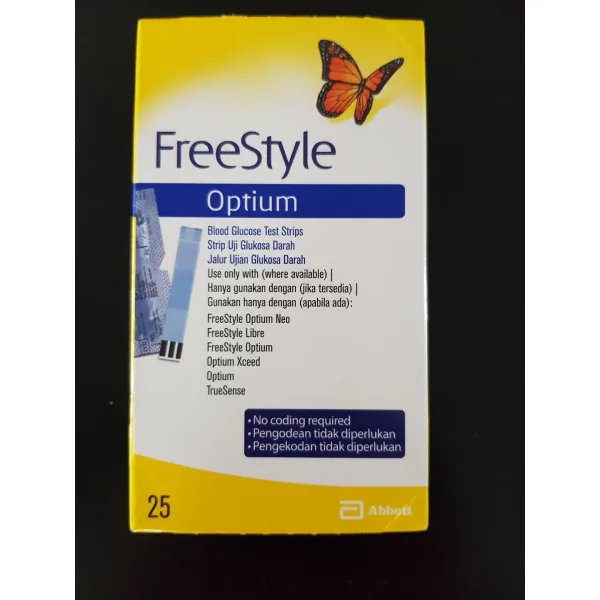 FreeStyle
Optium
Blood Glucose Test Strips
Strip Uji Glukosa Darah
Jalur Ujian Glukosa Darah
Use only with (where available) |
Hanya gunakan dengan (jika tersedia) |
Gunakan hanya dengan (apabila ada):
FreeStyle Optium Neo
FreeStyle Libre
FreeStyle Optium
Optium Xceed
Optium
TrueSense
• No coding required
• Pengodean tidak diperlukan
• Pengekodan tidak diperlukan
25
Abbott